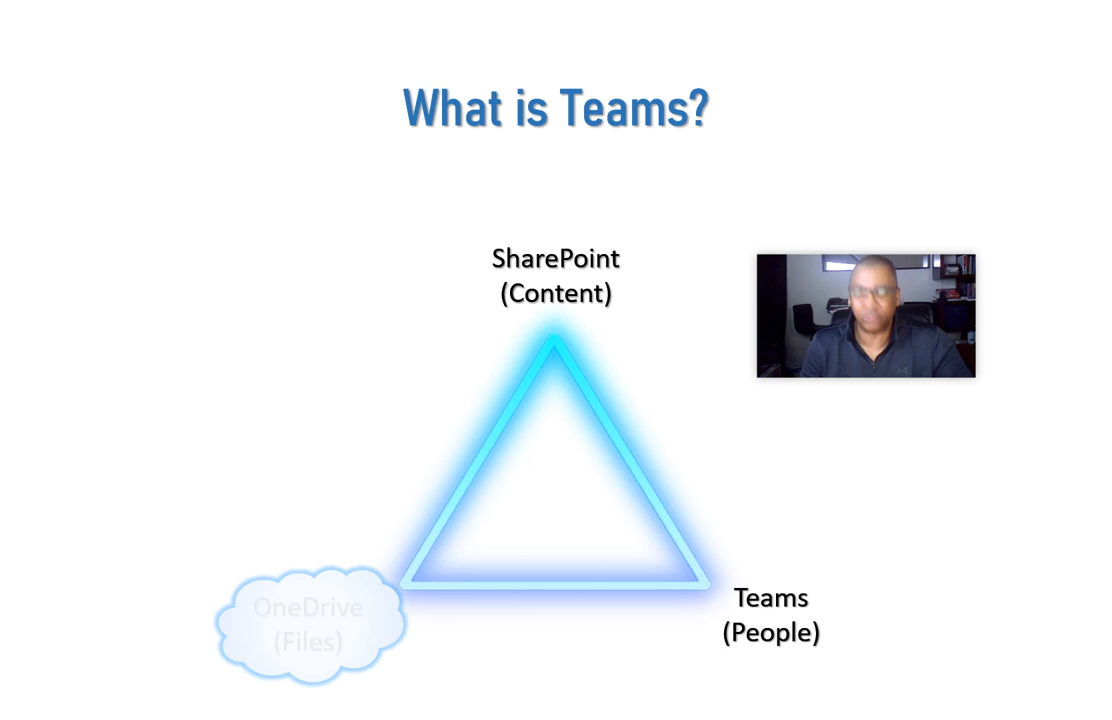 What is Teams?
SharePoint
(Content)
OneDrive
(Files)
Teams
(People)